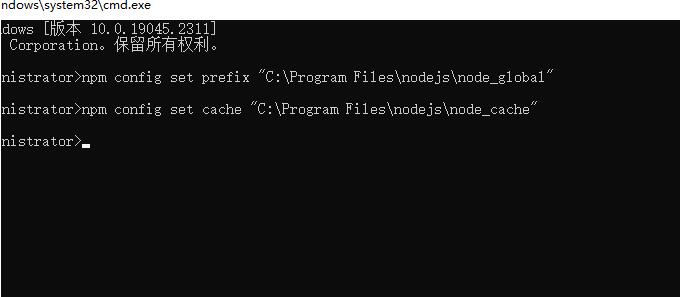 ndows\system32\cmd.exe
dows [版本 10.0.19045.2311]
Corporation。保留所有权利。
nistrator>npm config set prefix "C:\Program Files\nodejs\node_global"
nistrator>npm config set cache "C:\Program Files\nodejs\node_cache"
nistrator>